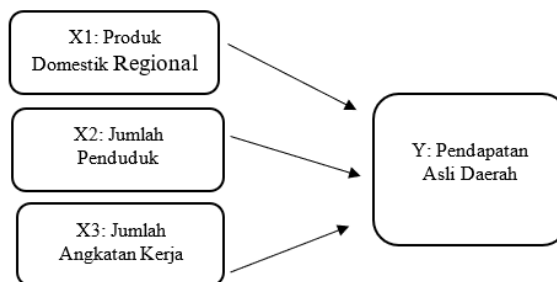 X1: Produk
Domestik Regional
X2: Jumlah
Penduduk
Y: Pendapatan
Asli Daerah
X3: Jumlah
Angkatan Kerja